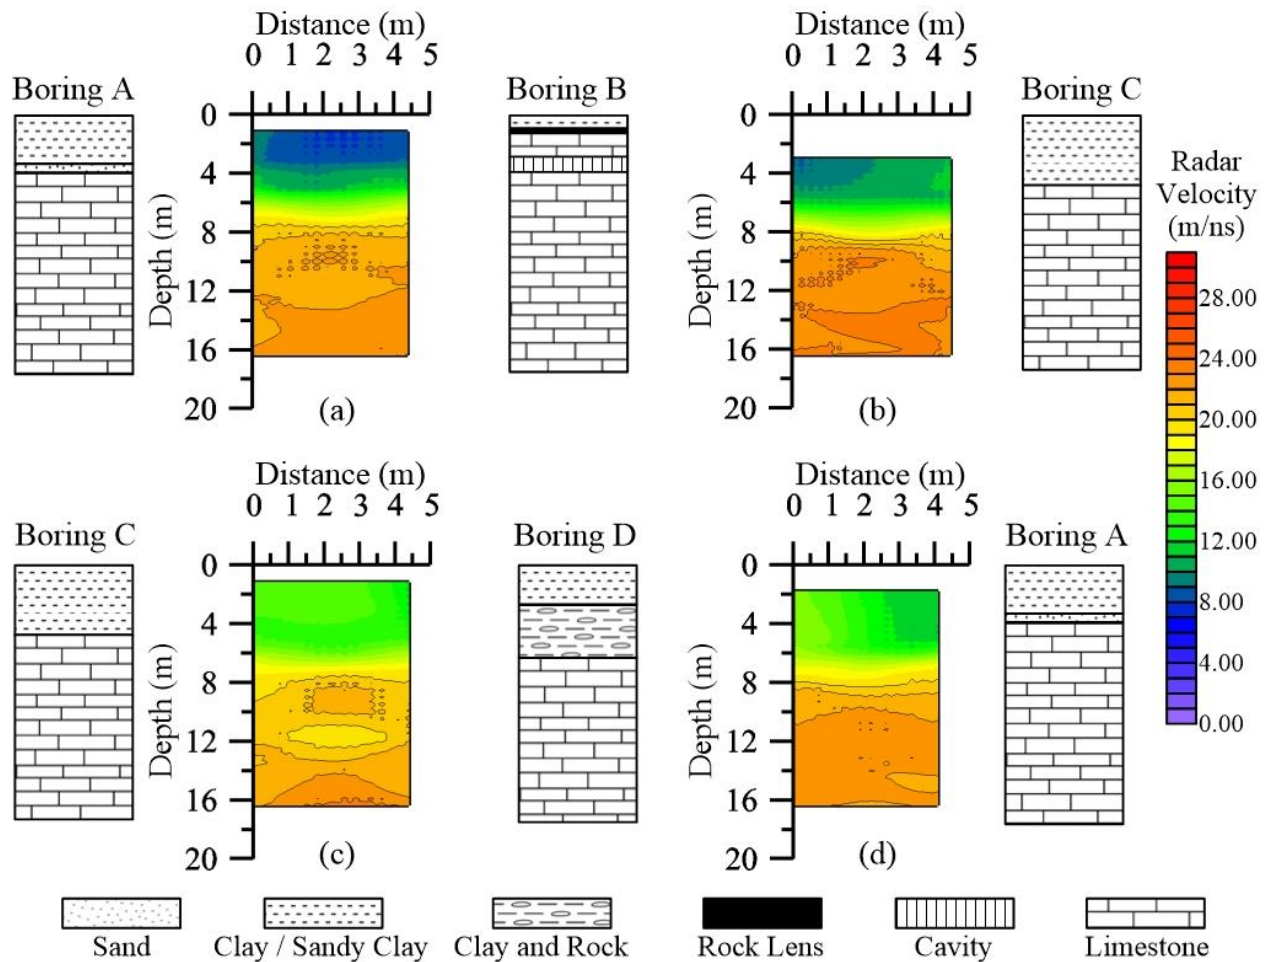 Distance (m)
0 1 2 3 4 5
Boring A
Depth (m)
0
4
8
12
16
20
(a)
Boring B
Distance (m)
0 1 2 3 4 5
Depth (m)
0
4
8
12
16
20
(b)
Boring C
Radar
Velocity
(m/ns)
28.00
24.00
20.00
16.00
12.00
8.00
4.00
0.00
Distance (m)
0 1 2 3 4 5
Boring C
Depth (m)
0
4
8
12
16
20
(c)
Boring D
Distance (m)
0 1 2 3 4 5
Depth (m)
0
4
8
12
16
20
(d)
Boring A
Sand
Clay / Sandy Clay
Clay and Rock
Rock Lens
Cavity
Limestone